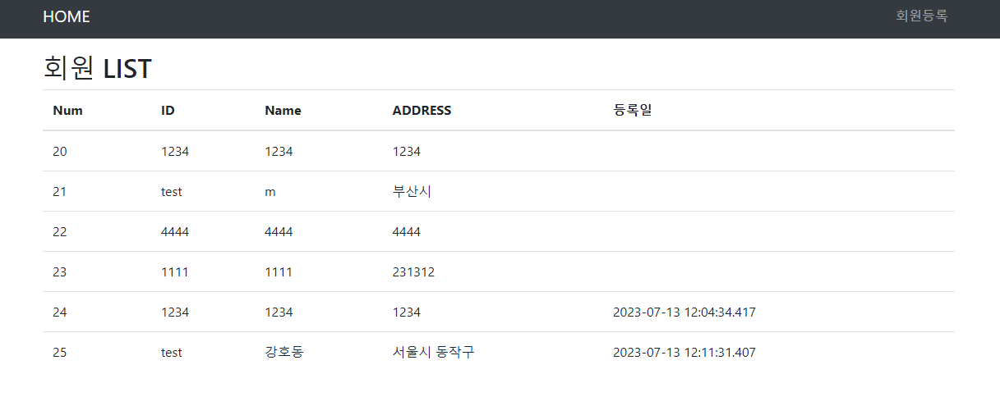 HOME 회원등록
회원 LIST
Num ID Name ADDRESS 등록일
20 1234 1234 1234
21 test m 부산시
22 4444 4444 4444
23 1111 1111 231312
24 1234 1234 1234 2023-07-13 12:04:34.417
25 test 강호동 서울시 동작구 2023-07-13 12:11:31.407